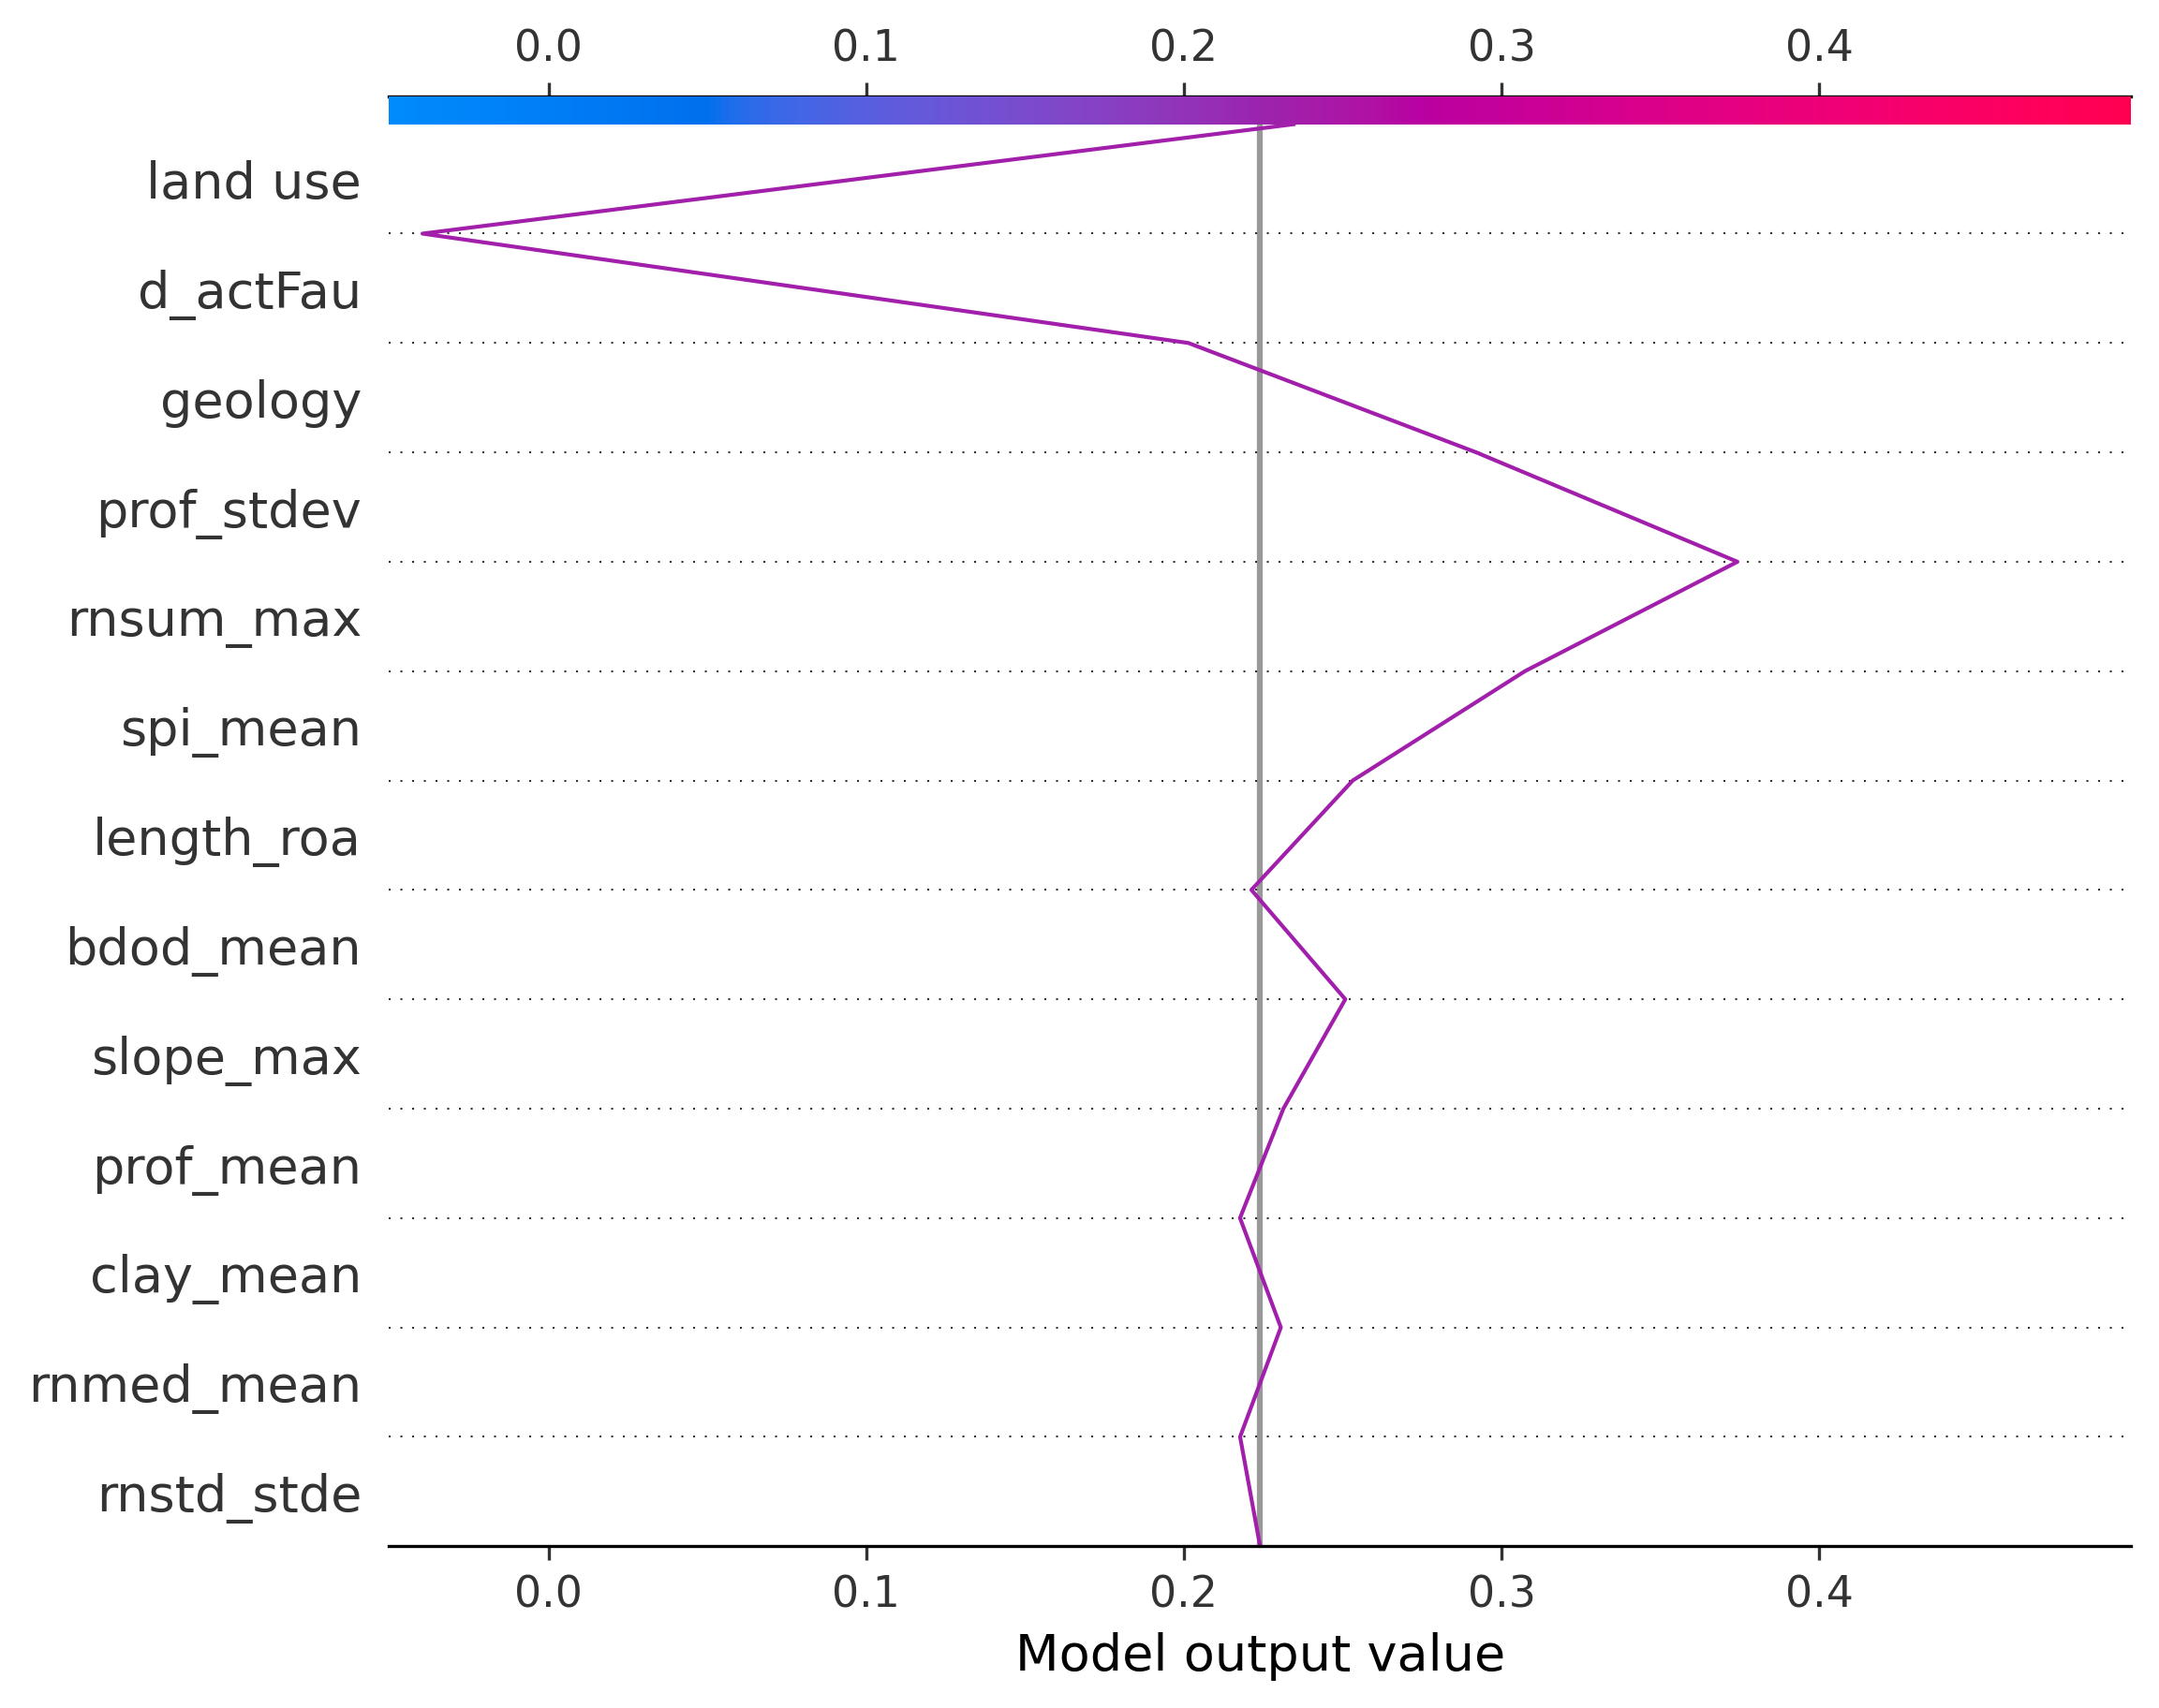 0.0 0.1 0.2 0.3 0.4
land use
d_actFau
geology
prof_stdev
rnsum_max
spi_mean
length_roa
bdod_mean
slope_max
prof_mean
clay_mean
rnmed_mean
rnstd_stde
0.0 0.1 0.2 0.3 0.4
Model output value